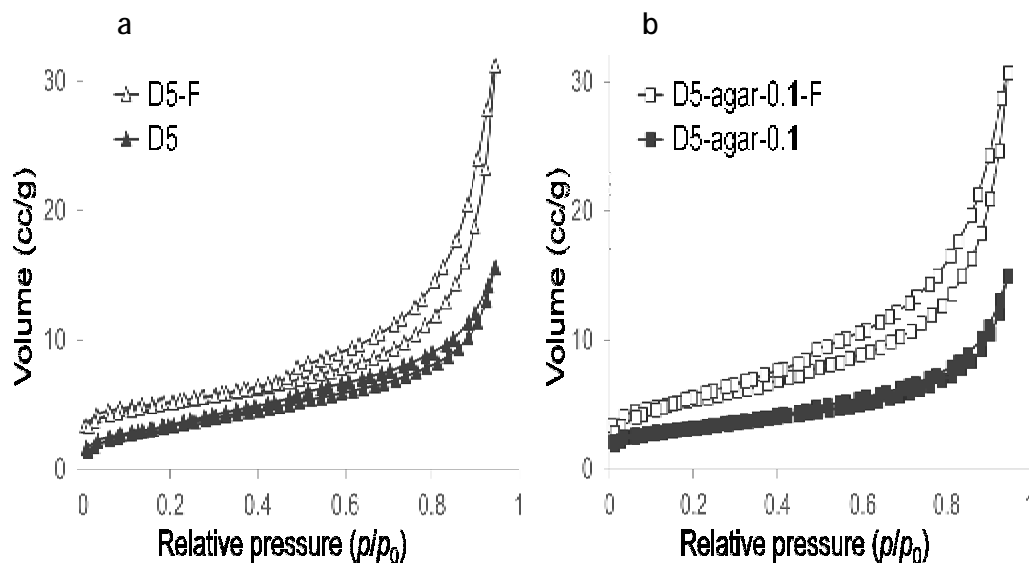 a
30
D5-F
D5
20
10
0
Volume (cc/g)
0 0.2 0.4 0.6 0.8 1
Relative pressure (p/p0)
b
30
D5-agar-0.1-F
D5-agar-0.1
20
10
0
Volume (cc/g)
0 0.2 0.4 0.6 0.8 1
Relative pressure (p/p0)